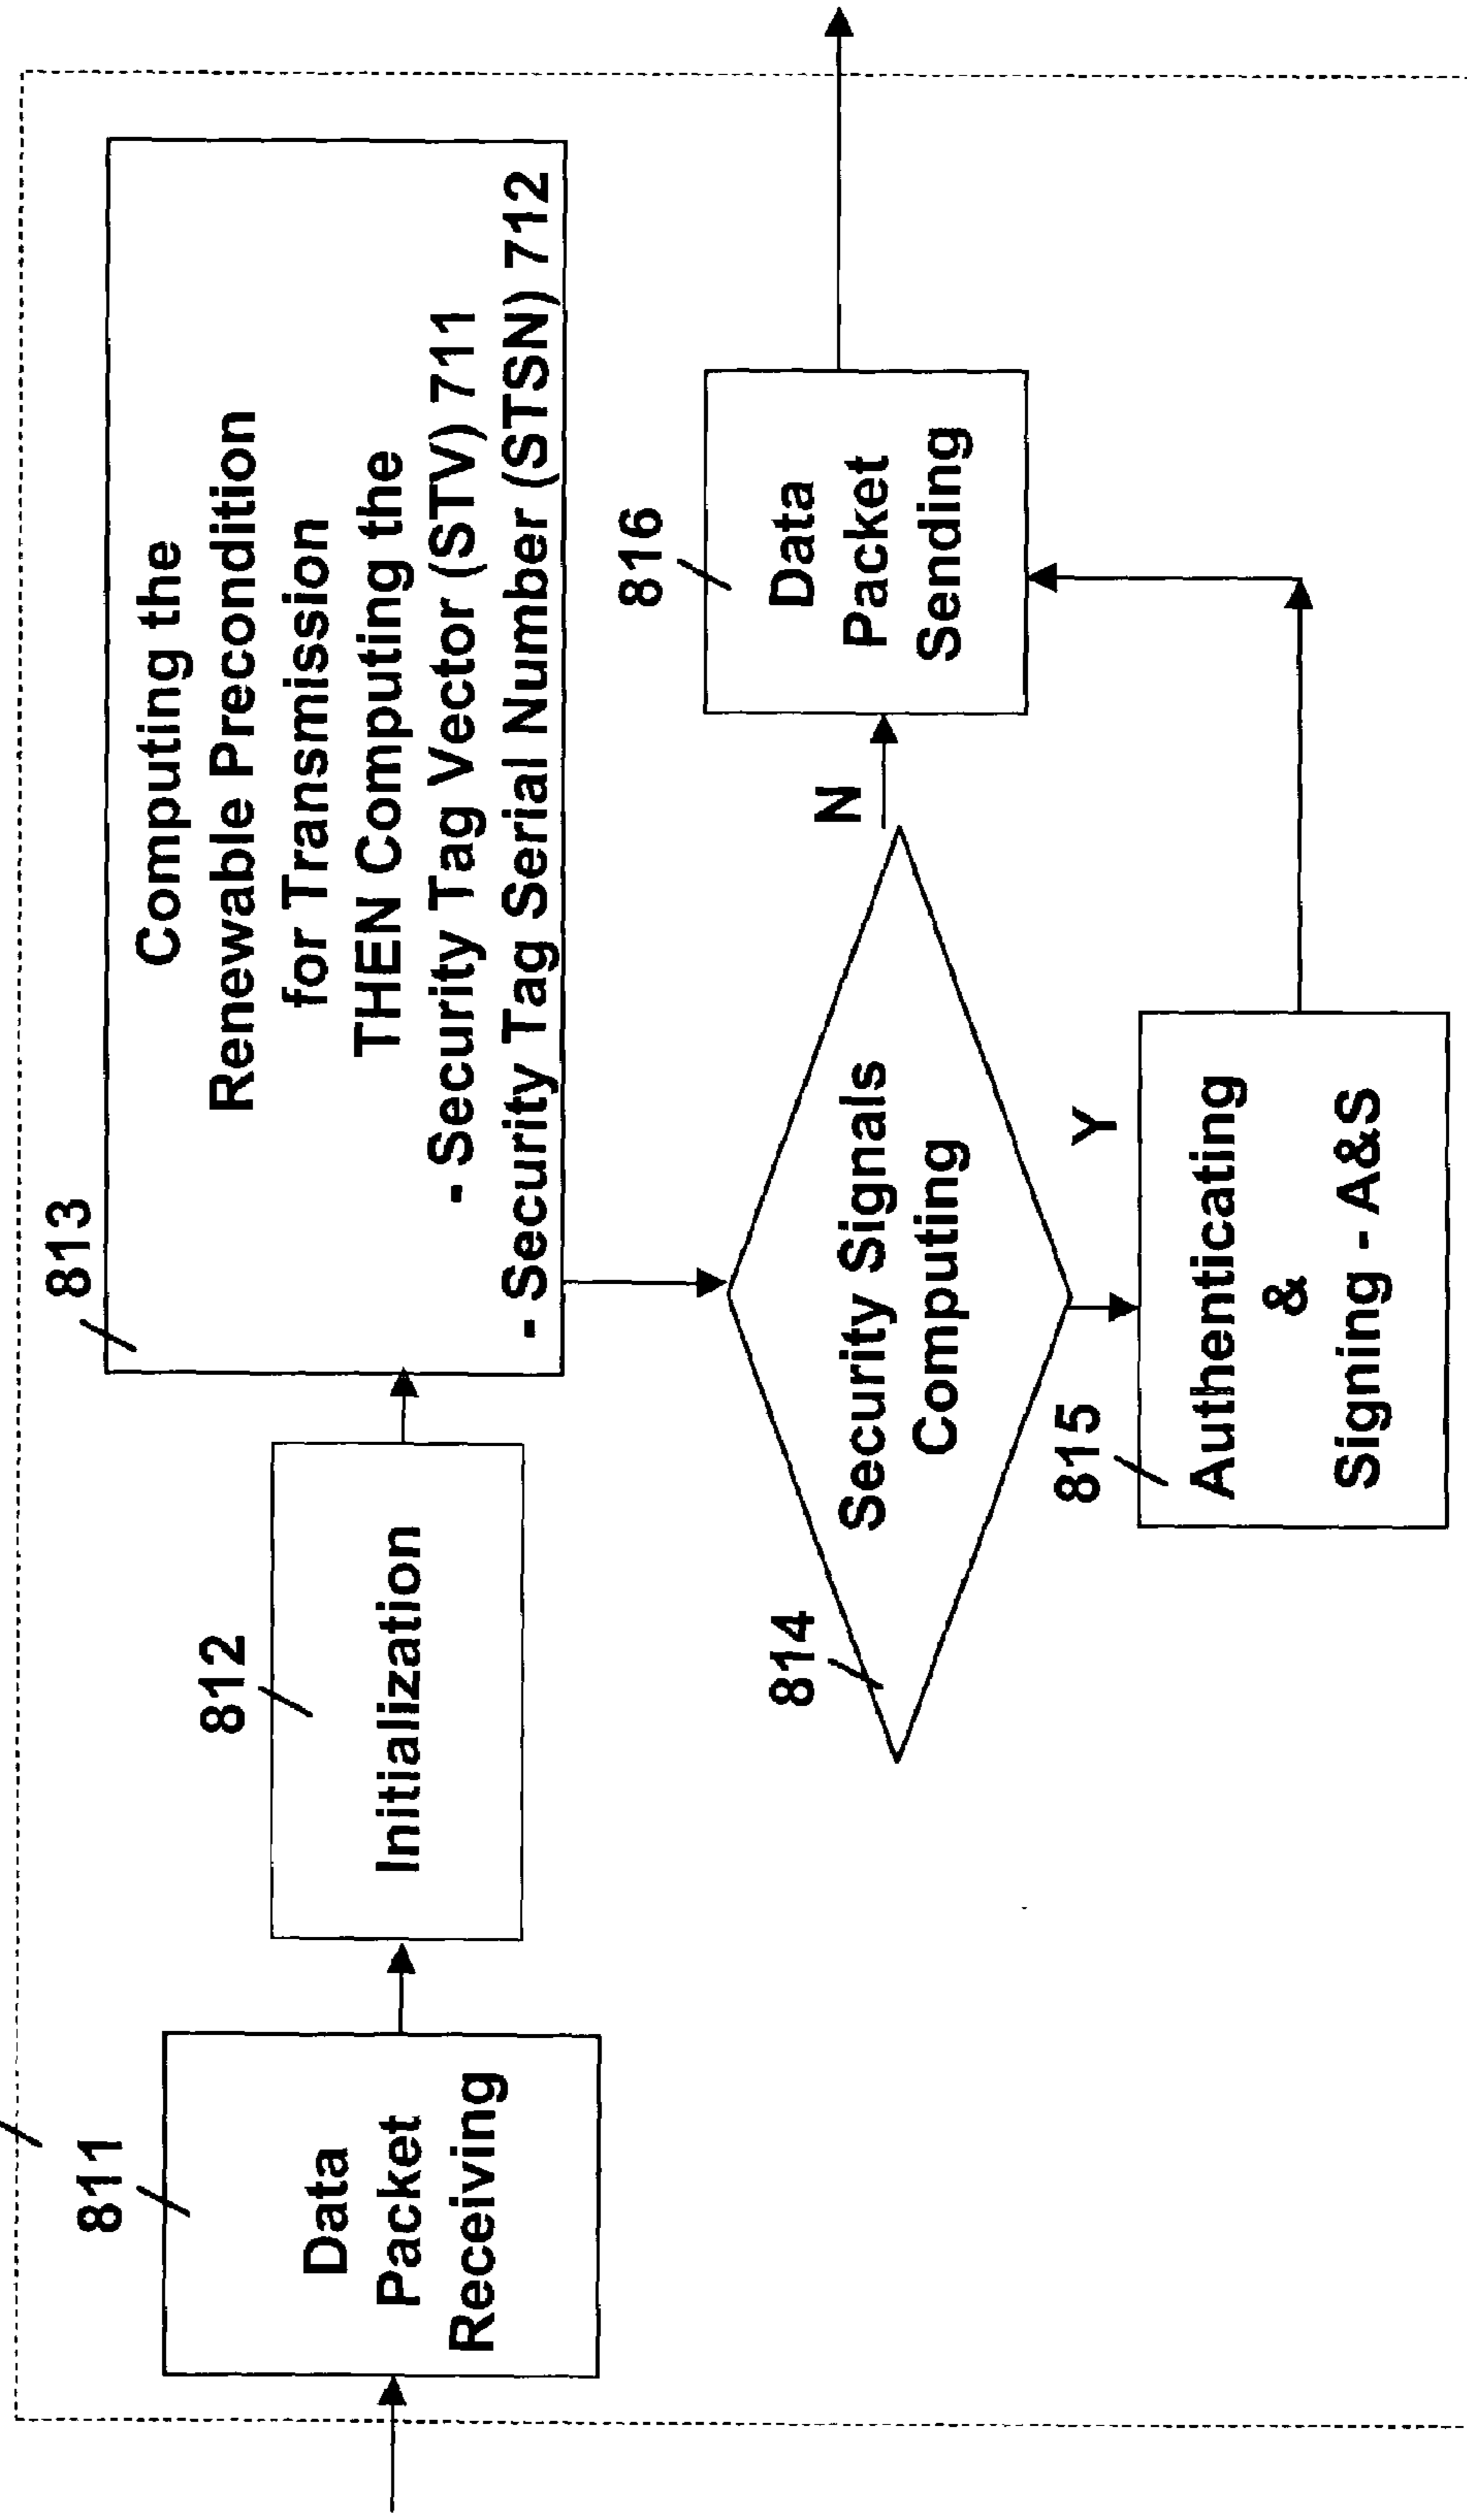 811
Data
Packet
Receiving
812
Initialization
813
Computing the
Renewable Precondition
for Transmission
THEN Computing the
- Security Tag Vector (STV) 711
- Security Tag Serial Number (STSN) 712
814
Security Signals
Computing
N
Y
815
Authenticating
&
Signing - A&S
816
Data
Packet
Sending